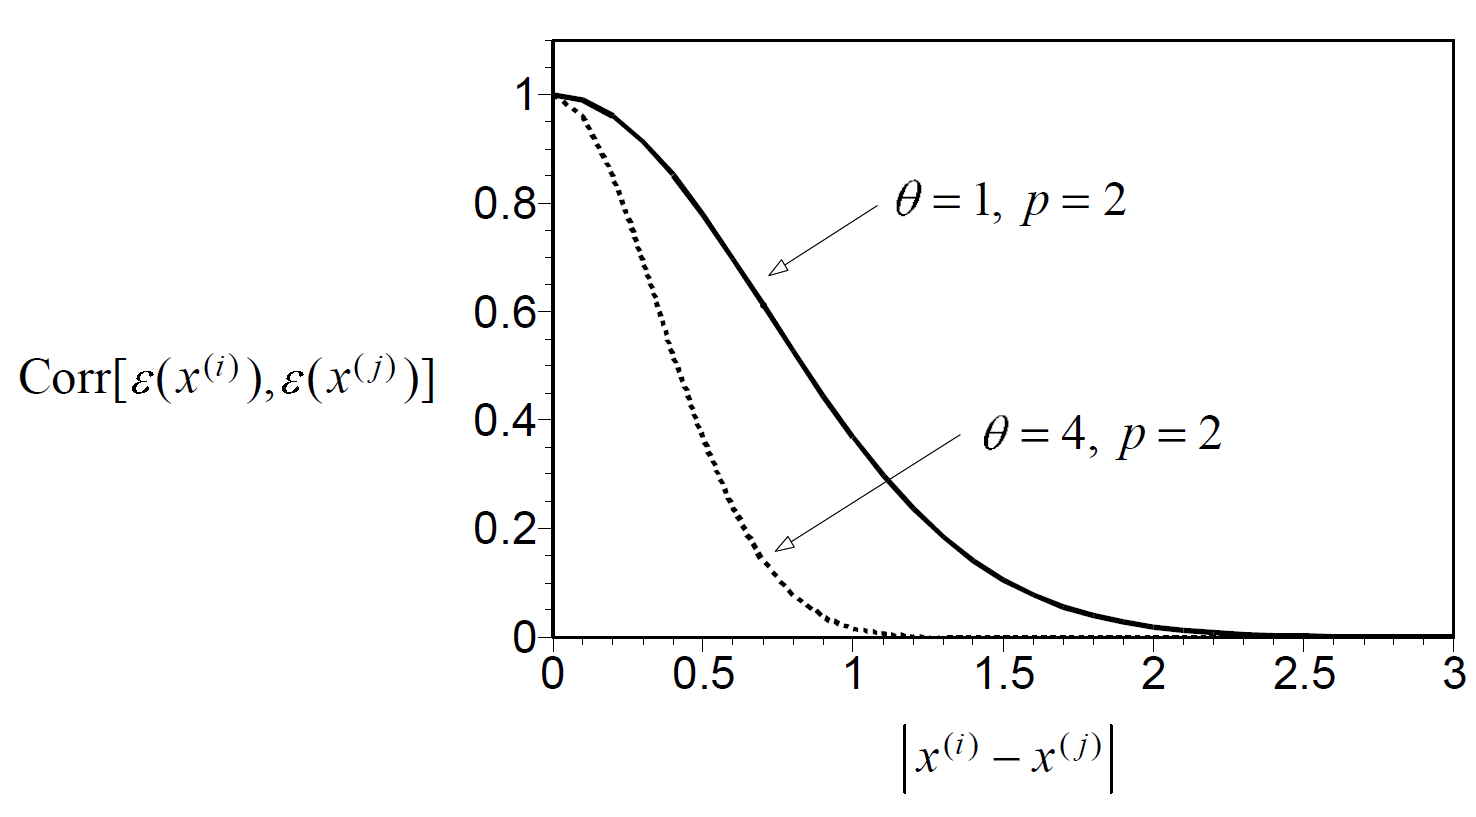 1
0.8
θ = 1, p = 2
0.6
Corr[ε(x^(i)), ε(x^(j))]
0.4
θ = 4, p = 2
0.2
0
0 0.5 1 1.5 2 2.5 3
|x^(i) − x^(j)|